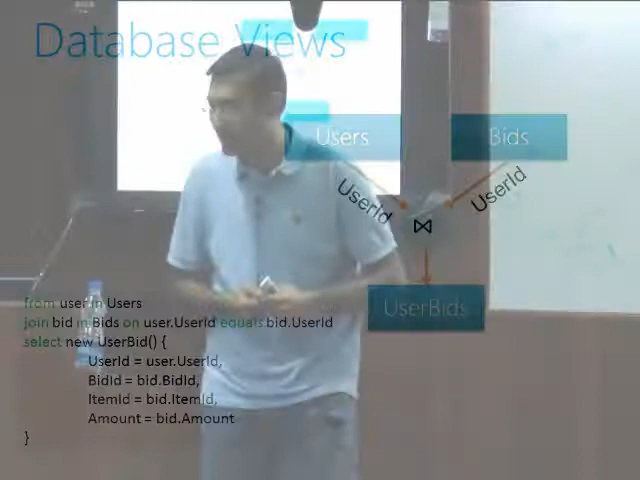 Database Views
Users
Bids
UserId
UserId
⋈
UserBids
from user in Users
join bid in Bids on user.UserId equals bid.UserId
select new UserBid() {
UserId = user.UserId,
BidId = bid.BidId,
ItemId = bid.ItemId,
Amount = bid.Amount
}